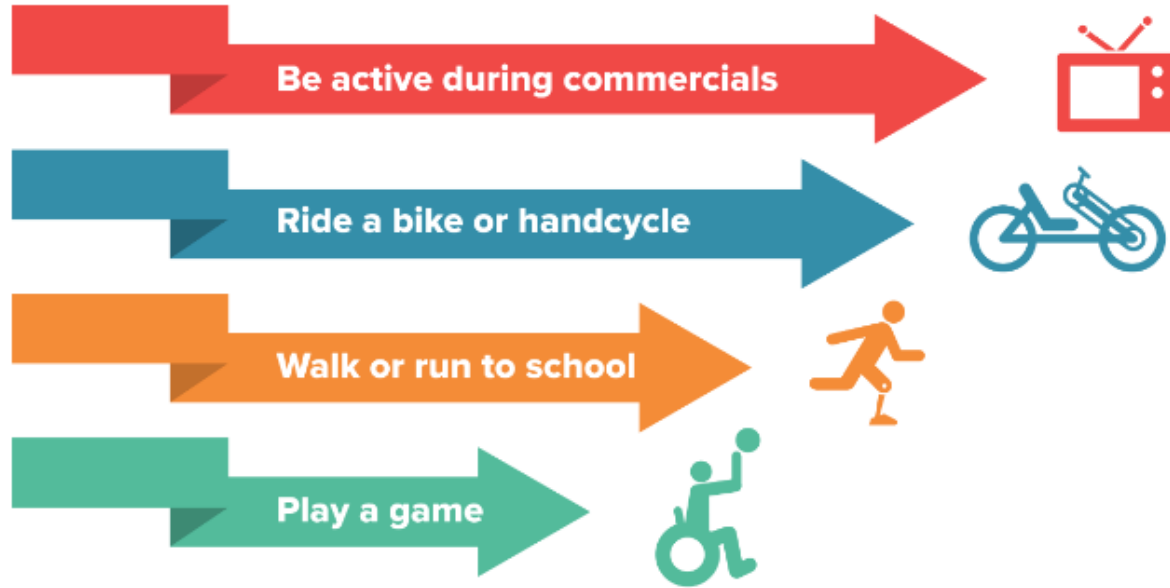 Be active during commercials
Ride a bike or handcycle
Walk or run to school
Play a game